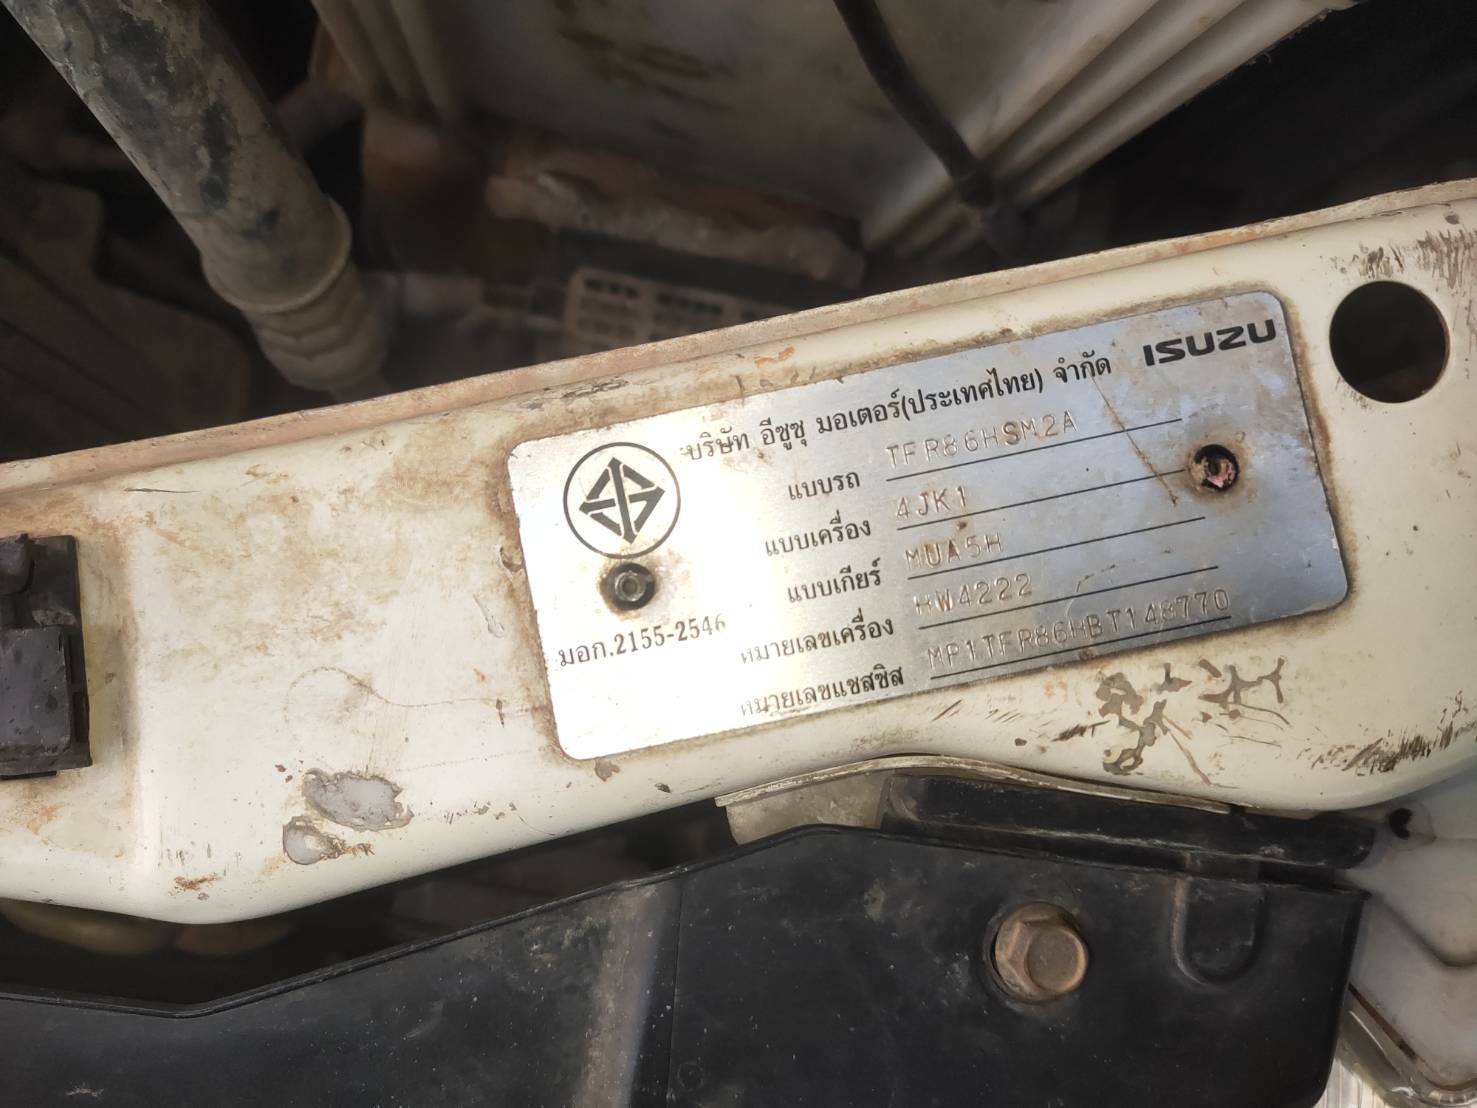 ISUZU
บริษัท อีซูซุ มอเตอร์(ประเทศไทย) จำกัด
แบบรถ TFR86HSM2A
แบบเครื่อง 4JK1
แบบเกียร์ MUA5H
หมายเลขเครื่อง HW4222
หมายเลขแชสซิส MP1TFR86HBT148770
มอก.2155-2546